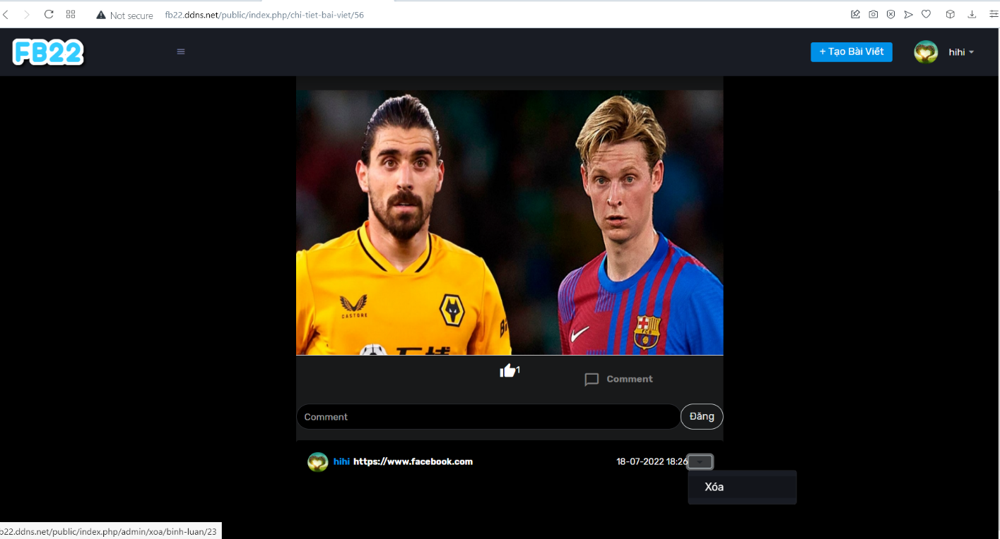 Not secure fb22.ddns.net/public/index.php/chi-tiet-bai-viet/56
FB22
+ Tạo Bài Viết
hihi
CASTORE
FCB
1
Comment
Comment
Đăng
hihi https://www.facebook.com
18-07-2022 18:26
Xóa
b22.ddns.net/public/index.php/admin/xoa/binh-luan/23